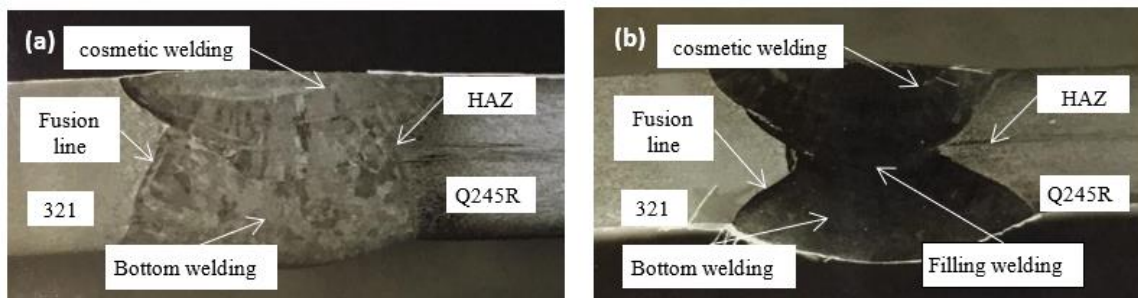 (a)
cosmetic welding
HAZ
Fusion
line
321
Q245R
Bottom welding
(b)
cosmetic welding
HAZ
Fusion
line
321
Q245R
Bottom welding
Filling welding